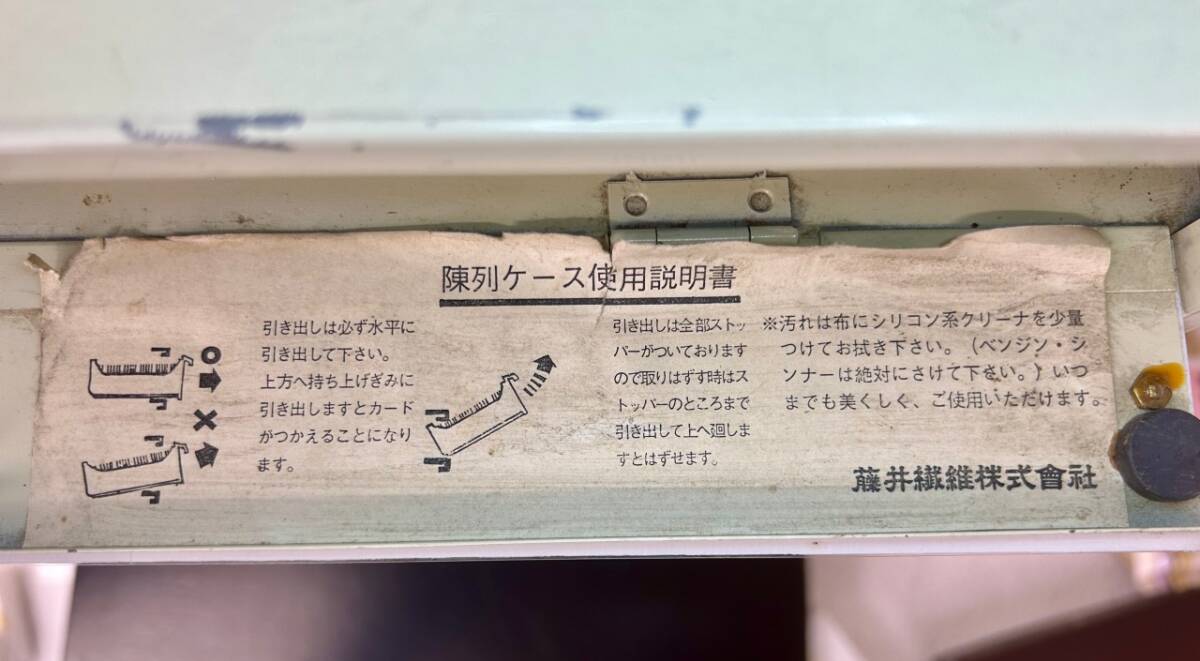 陳列ケース使用説明書
引き出しは必ず水平に
引き出して下さい。
上方へ持ち上げぎみに
引き出しますとカード
がつかえることになり
ます。
引き出しは全部ストッ
パーがついております
ので取りはずす時はス
トッパーのところまで
引き出して上へ廻しま
すとはずせます。
※汚れは布にシリコン系クリーナを少量
つけてお拭き下さい。(ベンジン・シ
ンナーは絶対にさけて下さい。)いつ
までも美くしく、ご使用いただけます。
藤井繊維株式會社